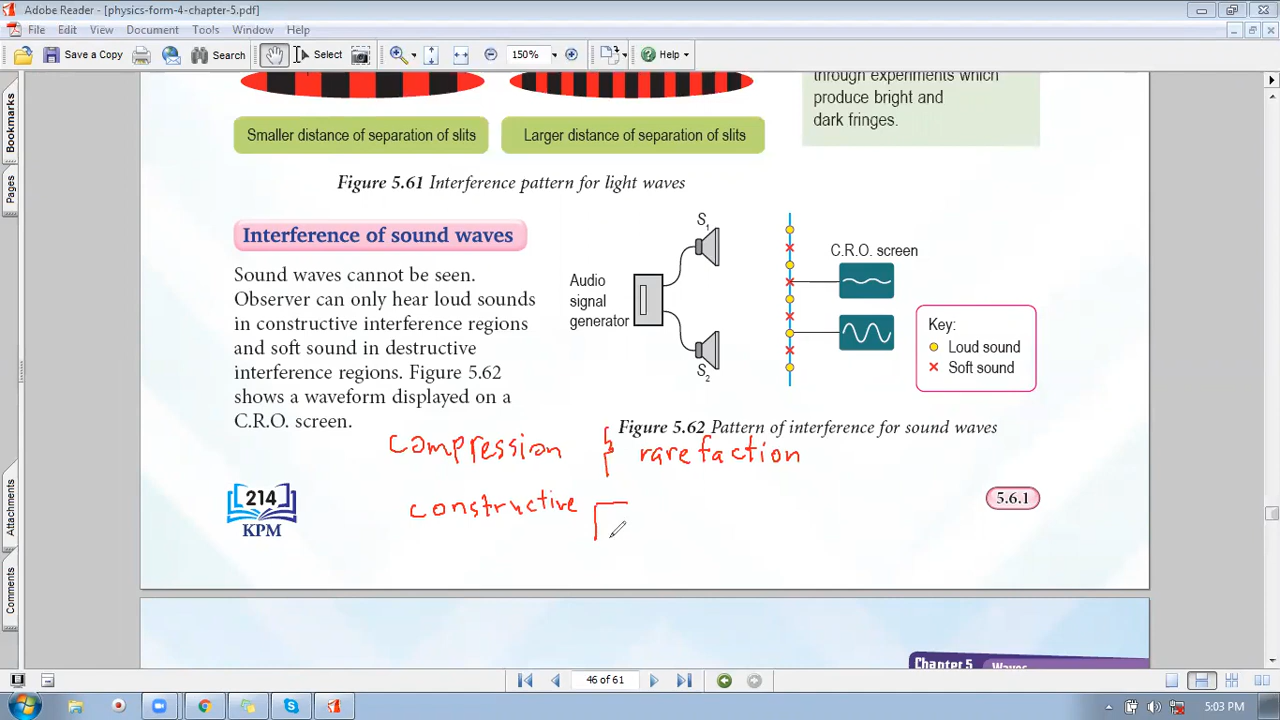 Adobe Reader - [physics-form-4-chapter-5.pdf]
File Edit View Document Tools Window Help
Save a Copy Search Select 150% Help
Bookmarks
Pages
Attachments
Comments
through experiments which
produce bright and
dark fringes.
Smaller distance of separation of slits
Larger distance of separation of slits
Figure 5.61 Interference pattern for light waves
Interference of sound waves
Sound waves cannot be seen.
Observer can only hear loud sounds
in constructive interference regions
and soft sound in destructive
interference regions. Figure 5.62
shows a waveform displayed on a
C.R.O. screen.
S1
Audio
signal
generator
S2
C.R.O. screen
Key:
Loud sound
Soft sound
Figure 5.62 Pattern of interference for sound waves
compression & rarefaction
constructive
214
KPM
5.6.1
Chapter 5 Waves
46 of 61
5:03 PM